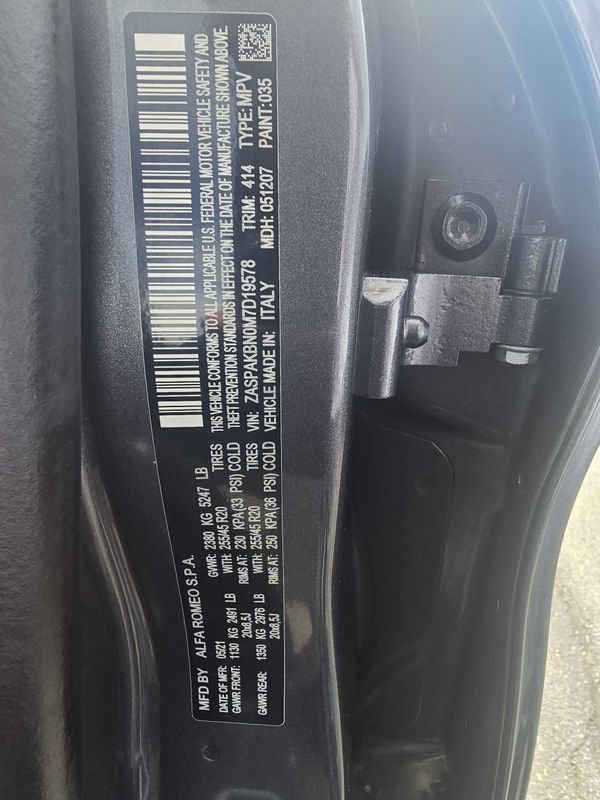 MFD BY ALFA ROMEO S.P.A.
DATE OF MFR: 05/21 GVWR: 2380 KG 5247 LB
GAWR FRONT: 1130 KG 2491 LB WITH: 255/45 R20 TIRES
20x8,5J RIMS AT: 230 KPA(33 PSI) COLD
GAWR REAR: 1350 KG 2976 LB WITH: 255/45 R20 TIRES
20x8,5J RIMS AT: 250 KPA(36 PSI) COLD
THIS VEHICLE CONFORMS TO ALL APPLICABLE U.S. FEDERAL MOTOR VEHICLE SAFETY AND
THEFT PREVENTION STANDARDS IN EFFECT ON THE DATE OF MANUFACTURE SHOWN ABOVE.
VIN: ZASPAKBN0M7D19578 TRIM: 414 TYPE: MPV
VEHICLE MADE IN: ITALY MDH: 051207 PAINT: 035